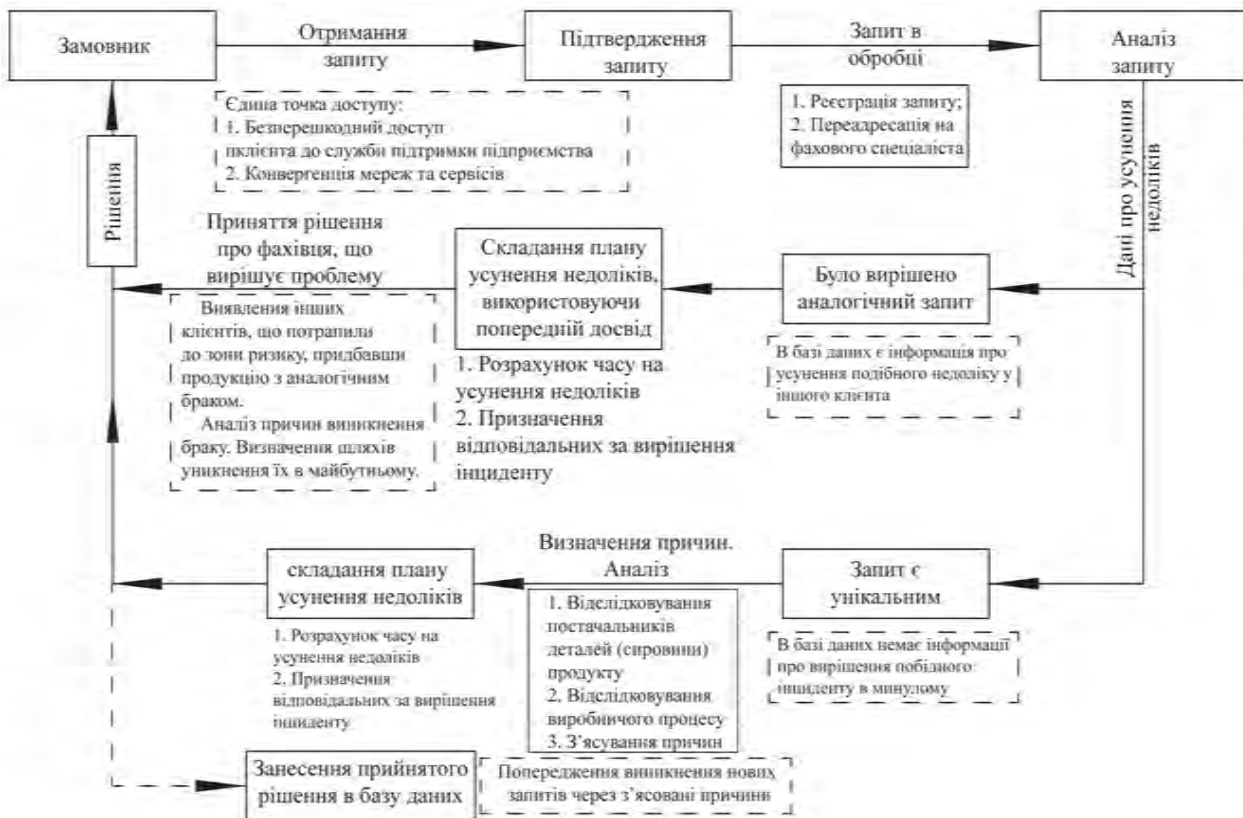 Замовник
Отримання
запиту
Підтвердження
запиту
Запит в
обробці
Аналіз
запиту
Єдина точка доступу:
1. Безперешкодний доступ
пклієнта до служби підтримки підприємства
2. Конвергенція мереж та сервісів
1. Реєстрація запиту;
2. Переадресація на
фахового спеціаліста
Дані про усунення
недоліків
Рішення
Приняття рішення
про фахівця, що
вирішує проблему
Складання плану
усунення недоліків,
використовуючи
попередній досвід
Було вирішено
аналогічний запит
Виявлення інших
клієнтів, що потрапили
до зони ризику, придбавши
продукцію з аналогічним
браком.
Аналіз причин виникнення
браку. Визначення шляхів
уникнення їх в майбутньому.
1. Розрахунок часу на
усунення недоліків
2. Призначення
відповідальних за вирішення
інциденту
В базі даних є інформація про
усунення подібного недоліку у
іншого клієнта
складання плану
усунення недоліків
Визначення причин.
Аналіз
Запит є
унікальним
1. Розрахунок часу на
усунення недоліків
2. Призначення
відповідальних за вирішення
інциденту
1. Відслідковування
постачальників
деталей (сировини)
продукту
2. Відслідковування
виробничого процесу
3. З’ясування причин
В базі даних немає інформації
про вирішення побідного
інциденту в минулому
Занесення прийнятого
рішення в базу даних
Попередження виникнення нових
запитів через з’ясовані причини